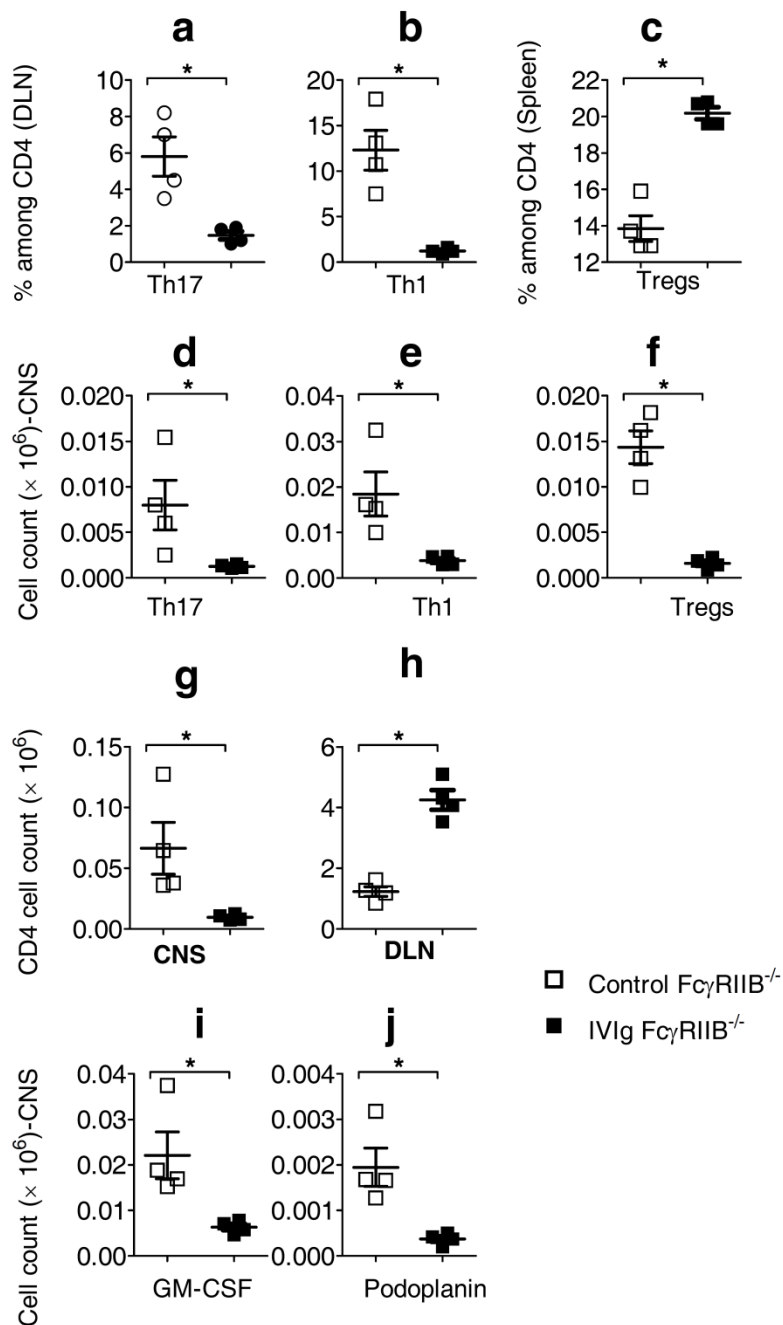 a b c
* * *
% among CD4 (DLN)
10
8
6
4
2
0
Th17
20
15
10
5
0
Th1
% among CD4 (Spleen)
22
20
18
16
14
12
Tregs
d e f
* * *
Cell count (× 10⁶)-CNS
0.020
0.015
0.010
0.005
0.000
Th17
0.04
0.03
0.02
0.01
0.00
Th1
0.020
0.015
0.010
0.005
0.000
Tregs
g h
* *
CD4 cell count (× 10⁶)
0.15
0.10
0.05
0.00
CNS
6
4
2
0
DLN
Control FcγRIIB-/-
IVIg FcγRIIB-/-
i j
* *
Cell count (× 10⁶)-CNS
0.04
0.03
0.02
0.01
0.00
GM-CSF
0.004
0.003
0.002
0.001
0.000
Podoplanin